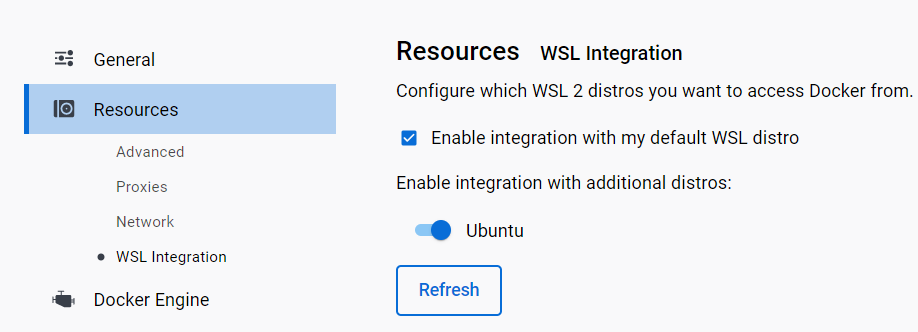 General
Resources
Advanced
Proxies
Network
WSL Integration
Docker Engine
Resources WSL Integration
Configure which WSL 2 distros you want to access Docker from.
Enable integration with my default WSL distro
Enable integration with additional distros:
Ubuntu
Refresh